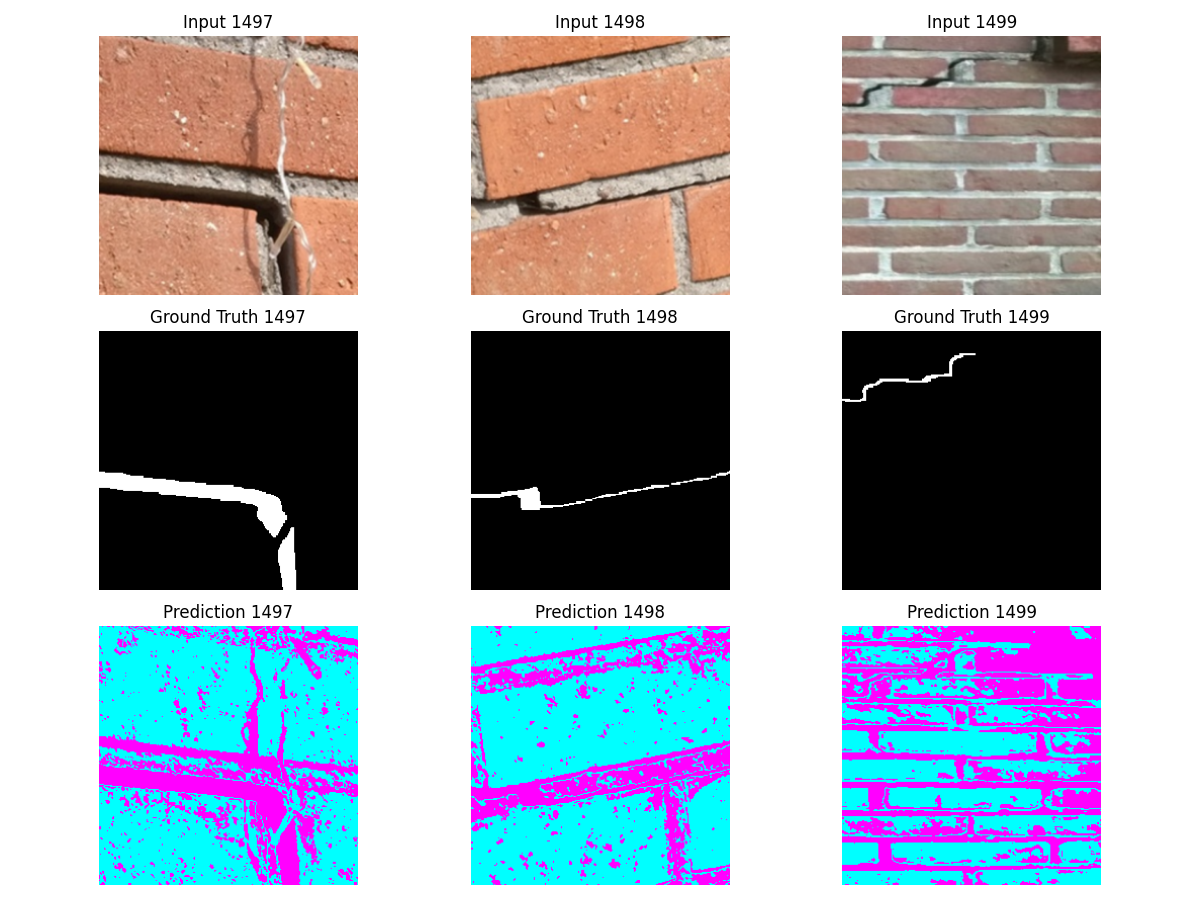 Input 1497
Input 1498
Input 1499
Ground Truth 1497
Ground Truth 1498
Ground Truth 1499
Prediction 1497
Prediction 1498
Prediction 1499